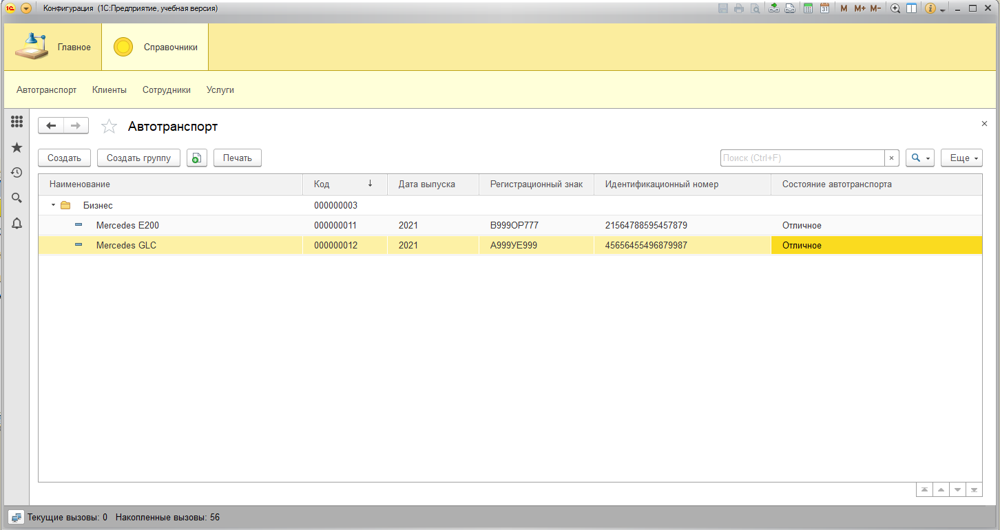 Конфигурация (1С:Предприятие, учебная версия)
M M+ M-
Главное Справочники
Автотранспорт Клиенты Сотрудники Услуги
Автотранспорт
Создать Создать группу Печать Поиск (Ctrl+F) Еще
Наименование Код Дата выпуска Регистрационный знак Идентификационный номер Состояние автотранспорта
Бизнес 000000003
Mercedes E200 000000011 2021 В999ОР777 21564788595457879 Отличное
Mercedes GLC 000000012 2021 А999УЕ999 45656455496879987 Отличное
Текущие вызовы: 0 Накопленные вызовы: 56